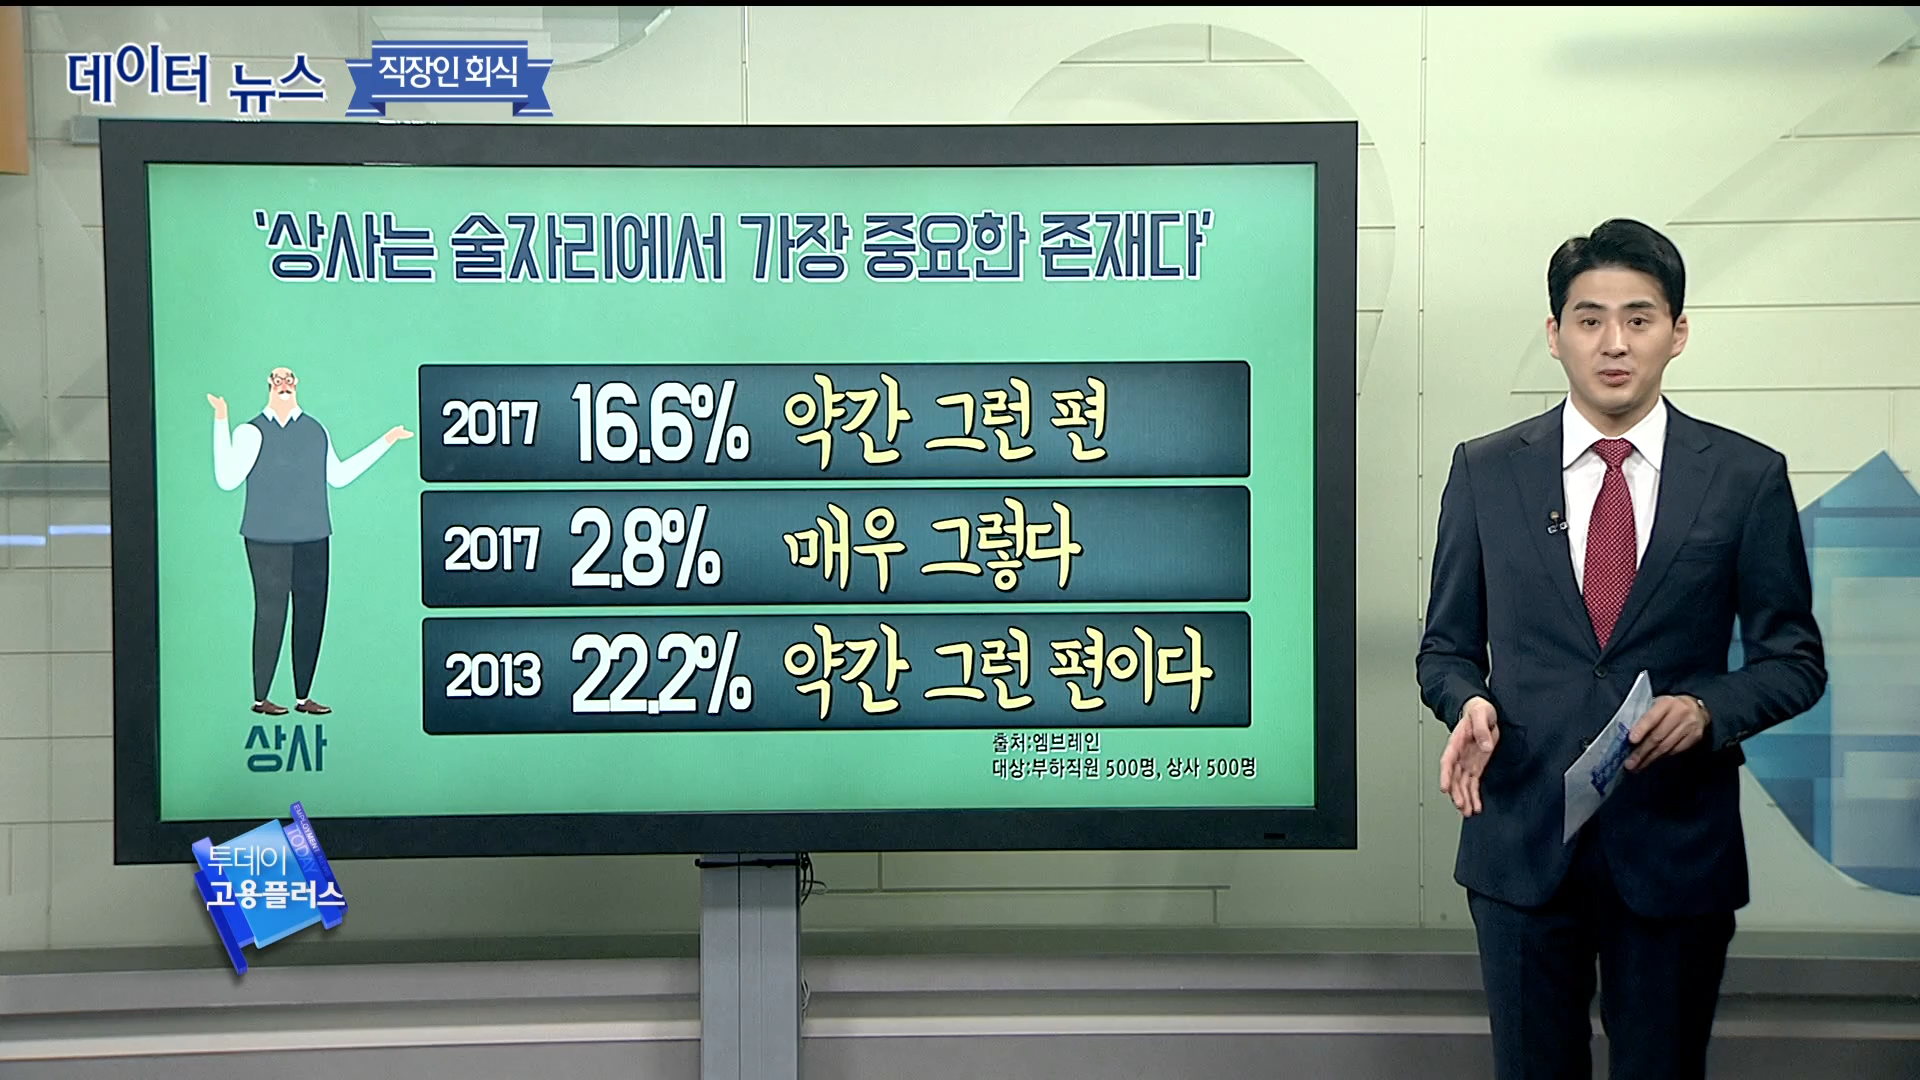 데이터 뉴스 직장인 회식
'상사는 술자리에서 가장 중요한 존재다'
2017 16.6% 약간 그런 편
2017 2.8% 매우 그렇다
2013 22.2% 약간 그런 편이다
상사
출처:엠브레인
대상:부하직원 500명, 상사 500명
EMPLOYMENT
TODAY
투데이
고용플러스